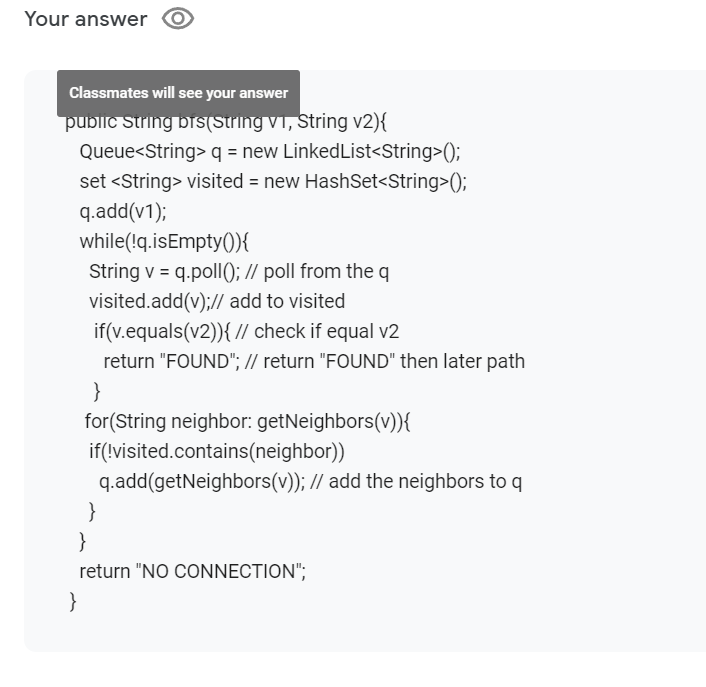 Your answer
Classmates will see your answer
public String bfs(String v1, String v2){
Queue<String> q = new LinkedList<String>();
set <String> visited = new HashSet<String>();
q.add(v1);
while(!q.isEmpty()){
String v = q.poll(); // poll from the q
visited.add(v);// add to visited
if(v.equals(v2)){ // check if equal v2
return "FOUND"; // return "FOUND" then later path
}
for(String neighbor: getNeighbors(v)){
if(!visited.contains(neighbor))
q.add(getNeighbors(v)); // add the neighbors to q
}
}
return "NO CONNECTION";
}